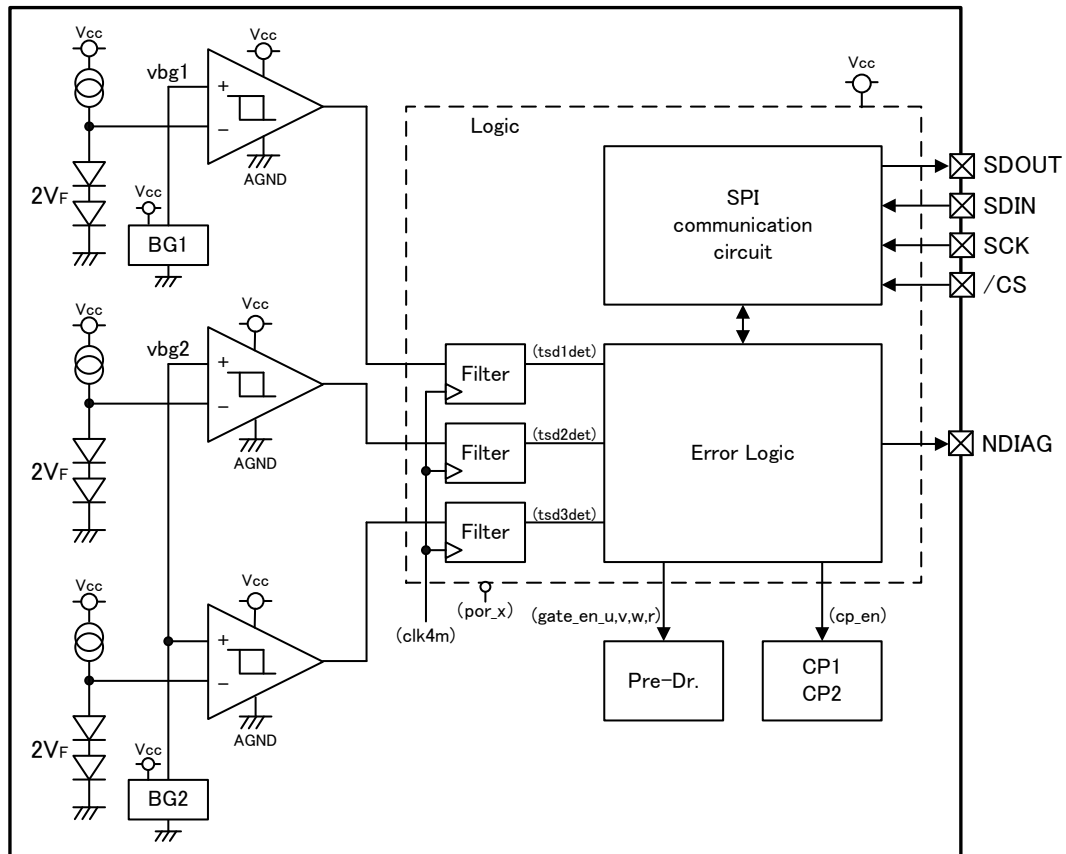 Vcc
vbg1
Vcc
+
−
AGND
2VF
Vcc
BG1
Vcc
vbg2
Vcc
+
−
AGND
2VF
Vcc
Vcc
+
−
AGND
2VF
Vcc
BG2
Logic
Vcc
SPI
communication
circuit
SDOUT
SDIN
SCK
/CS
Filter
(tsd1det)
Filter
(tsd2det)
Filter
(tsd3det)
Error Logic
NDIAG
(clk4m)
(por_x)
(gate_en_u,v,w,r)
(cp_en)
Pre-Dr.
CP1
CP2